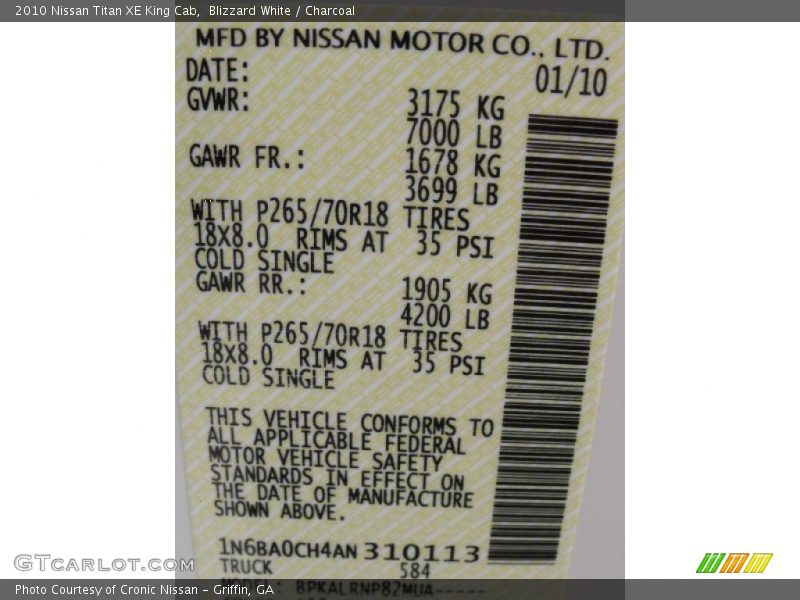 2010 Nissan Titan XE King Cab,  Blizzard White / Charcoal
MFD BY NISSAN MOTOR CO., LTD.
DATE: 01/10
GVWR: 3175 KG
7000 LB
GAWR FR.: 1678 KG
3699 LB
WITH P265/70R18 TIRES
18X8.0 RIMS AT 35 PSI
COLD SINGLE
GAWR RR.: 1905 KG
4200 LB
WITH P265/70R18 TIRES
18X8.0 RIMS AT 35 PSI
COLD SINGLE
THIS VEHICLE CONFORMS TO
ALL APPLICABLE FEDERAL
MOTOR VEHICLE SAFETY
STANDARDS IN EFFECT ON
THE DATE OF MANUFACTURE
SHOWN ABOVE.
1N6BA0CH4AN310113
TRUCK 584
MODEL: BPKALRNP82MUA-----
GTCarLot.com
Photo Courtesy of Cronic Nissan – Griffin, GA